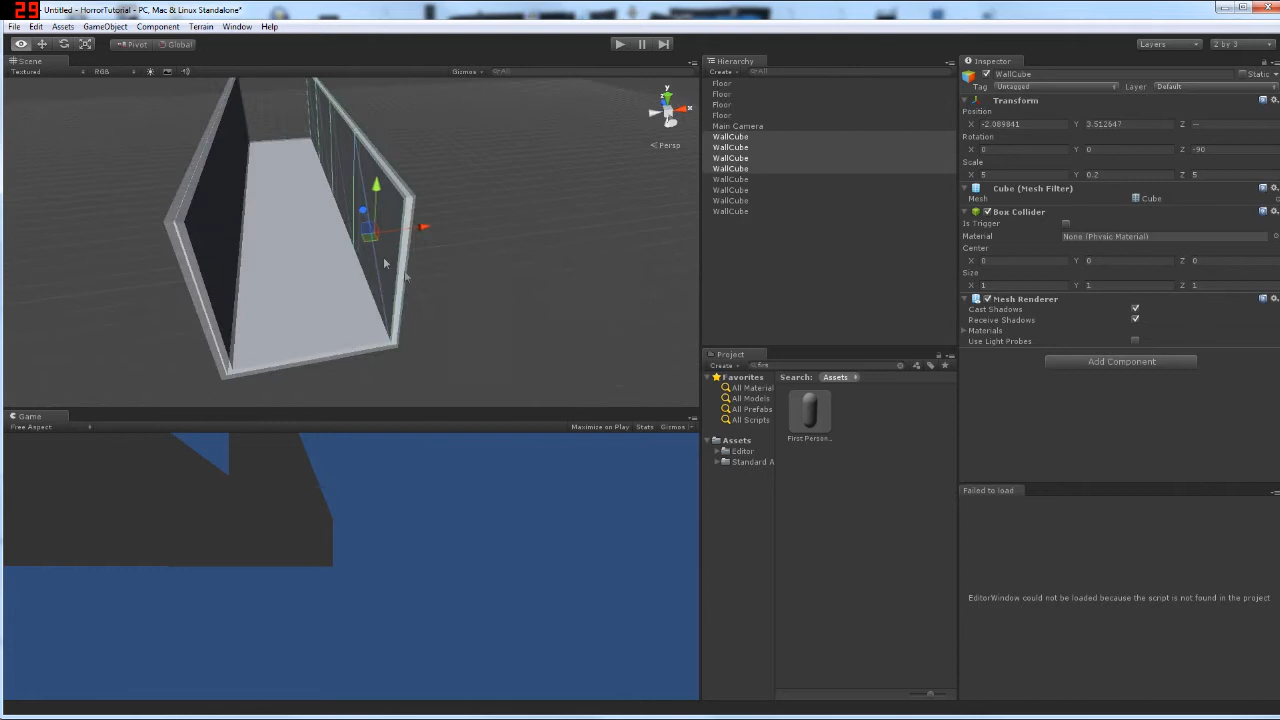 29
Untitled - HorrorTutorial - PC, Mac & Linux Standalone*
File Edit Assets GameObject Component Terrain Window Help
Pivot Global
Layers
2 by 3
Scene
Textured RGB Gizmos All
y
x
z
Persp
Game
Free Aspect Maximize on Play Stats Gizmos
Hierarchy
Create All
Floor
Floor
Floor
Floor
Main Camera
WallCube
WallCube
WallCube
WallCube
WallCube
WallCube
WallCube
WallCube
Project
Create
Favorites
All Material
All Models
All Prefabs
All Scripts
Assets
Editor
Standard A
Search: Assets
First Person...
Inspector
WallCube Static
Tag Untagged Layer Default
Transform
Position
X -2.089841 Y 3.512647 Z —
Rotation
X 0 Y 0 Z -90
Scale
X 5 Y 0.2 Z 5
Cube (Mesh Filter)
Mesh Cube
Box Collider
Is Trigger
Material None (Physic Material)
Center
X 0 Y 0 Z 0
Size
X 1 Y 1 Z 1
Mesh Renderer
Cast Shadows
Receive Shadows
Materials
Use Light Probes
Add Component
Failed to load
EditorWindow could not be loaded because the script is not found in the project